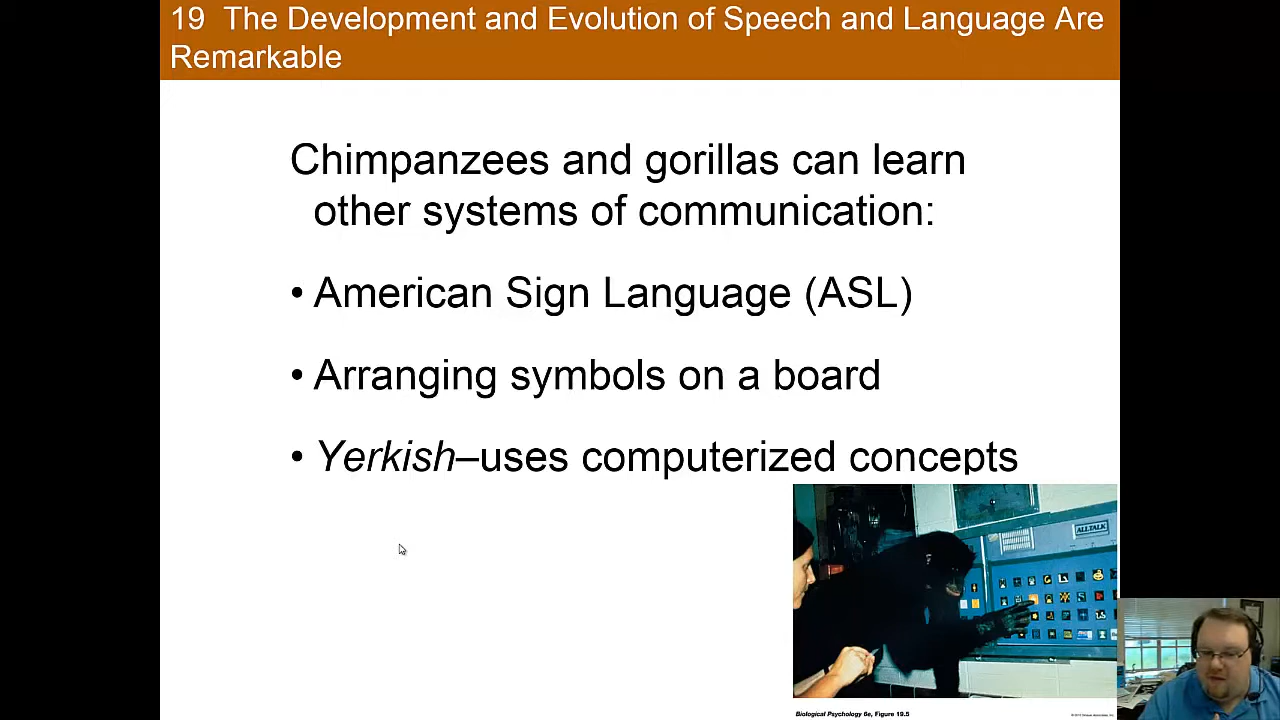 19  The Development and Evolution of Speech and Language Are
Remarkable
Chimpanzees and gorillas can learn
other systems of communication:
• American Sign Language (ASL)
• Arranging symbols on a board
• Yerkish–uses computerized concepts
ALLTALK
Biological Psychology 6e, Figure 19.5